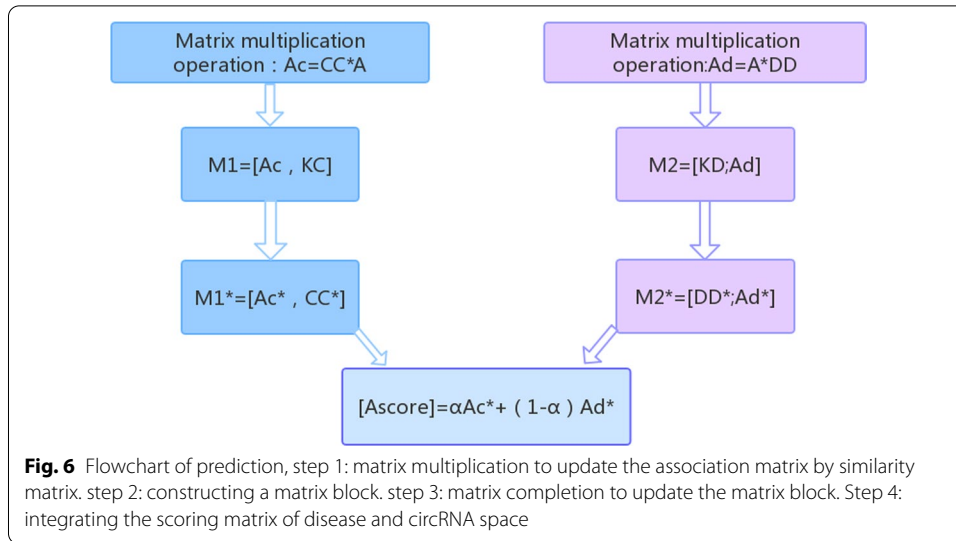 Matrix multiplication
operation : Ac=CC*A
Matrix multiplication
operation:Ad=A*DD
M1=[Ac , KC]
M2=[KD;Ad]
M1*=[Ac* , CC*]
M2*=[DD*;Ad*]
[Ascore]=αAc*+ ( 1-α ) Ad*
Fig. 6 Flowchart of prediction, step 1: matrix multiplication to update the association matrix by similarity
matrix. step 2: constructing a matrix block. step 3: matrix completion to update the matrix block. Step 4:
integrating the scoring matrix of disease and circRNA space